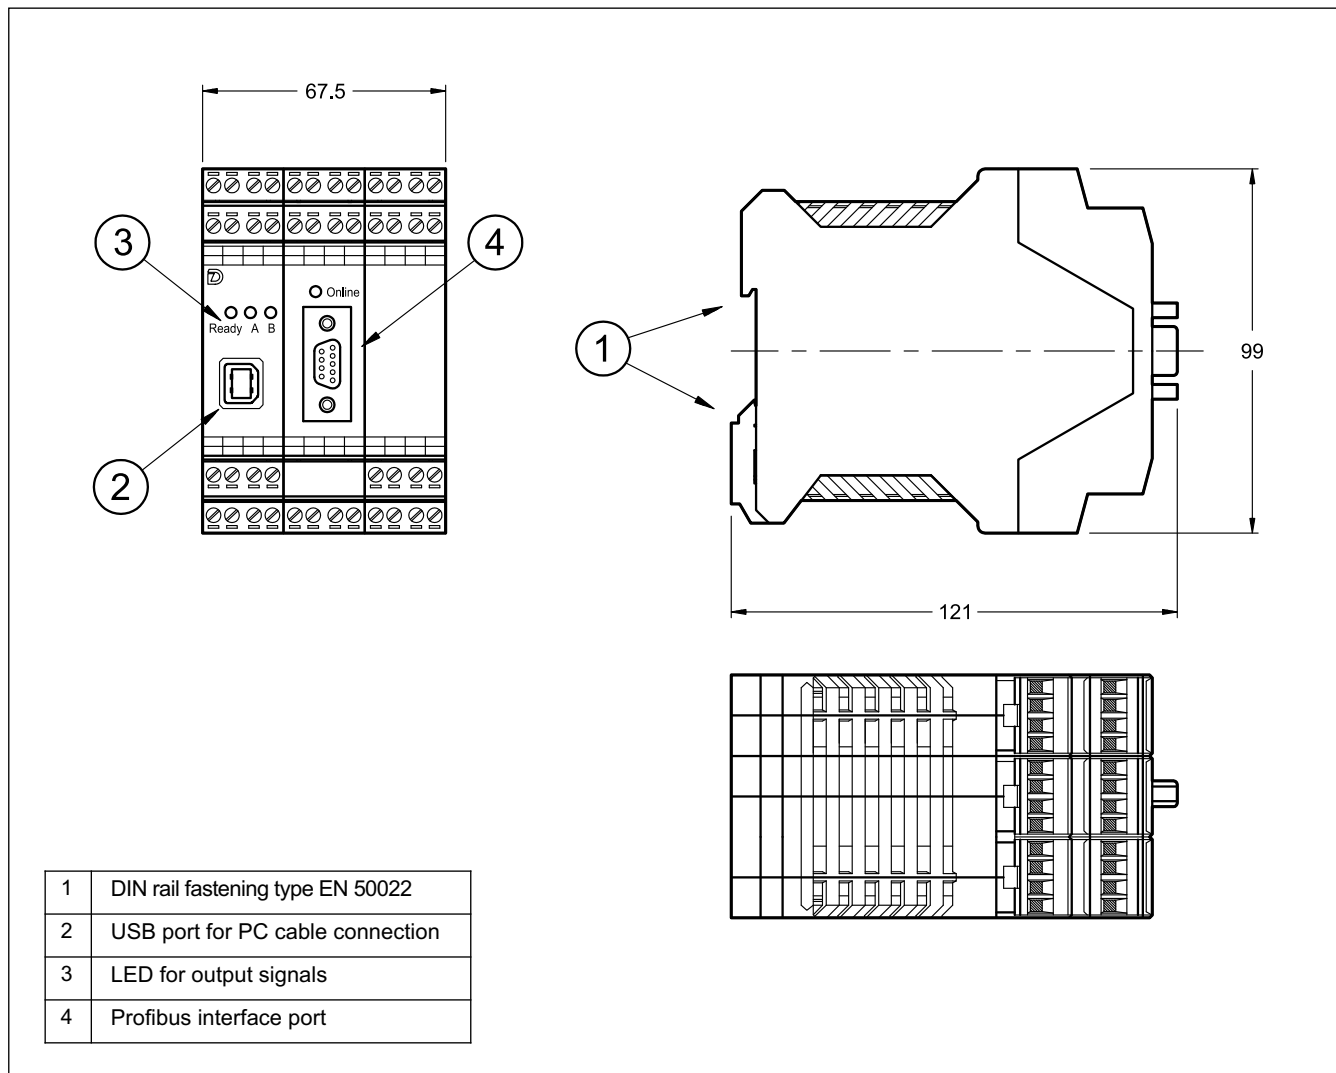 67.5
3
4
Online
Ready A B
1
99
2
121
1 DIN rail fastening type EN 50022
2 USB port for PC cable connection
3 LED for output signals
4 Profibus interface port